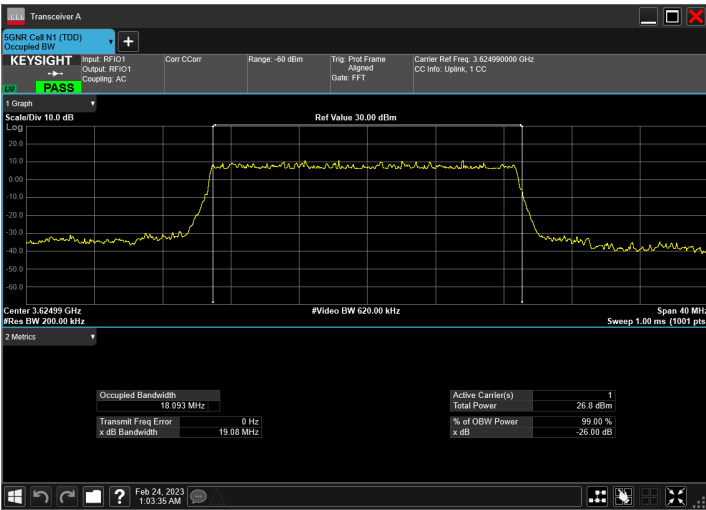 Transceiver A
5GNR Cell N1 (TDD)
Occupied BW
KEYSIGHT
Input: RFIO1
Output: RFIO1
Coupling: AC
Corr CCorr
Range: -60 dBm
Trig: Prot Frame
Aligned
Gate: FFT
Carrier Ref Freq: 3.624990000 GHz
CC Info: Uplink, 1 CC
PASS
1 Graph
Scale/Div 10.0 dB
Ref Value 30.00 dBm
Log
20.0
10.0
0.00
-10.0
-20.0
-30.0
-40.0
-50.0
-60.0
Center 3.62499 GHz
#Video BW 620.00 kHz
Span 40 MHz
#Res BW 200.00 kHz
Sweep 1.00 ms (1001 pts
2 Metrics
Occupied Bandwidth
18.093 MHz
Active Carrier(s) 1
Total Power 26.8 dBm
Transmit Freq Error 0 Hz
x dB Bandwidth 19.08 MHz
% of OBW Power 99.00 %
x dB -26.00 dB
?
Feb 24, 2023
1:03:35 AM